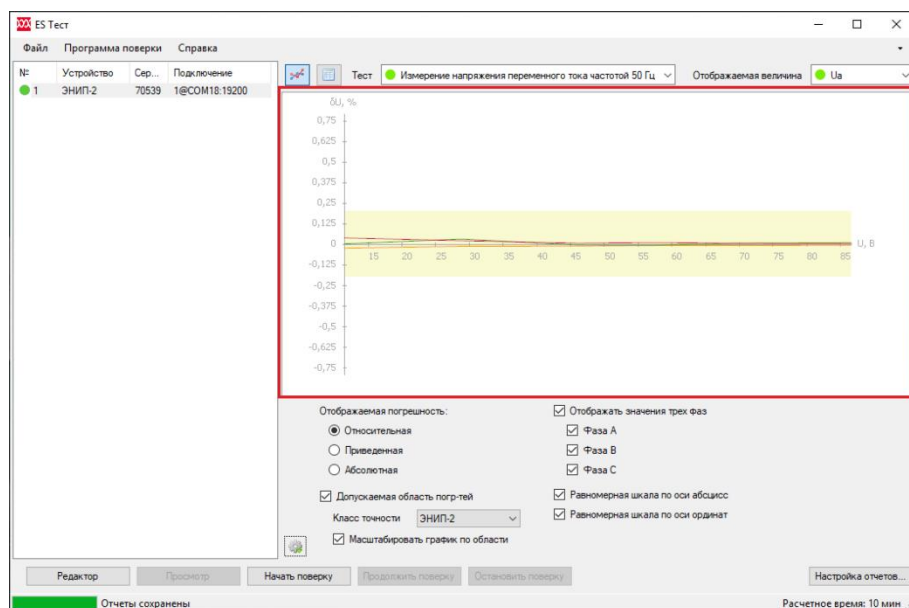 ES Тест
Файл Программа поверки Справка
№ Устройство Сер... Подключение
1 ЭНИП-2 70539 1@COM18:19200
Тест Измерение напряжения переменного тока частотой 50 Гц Отображаемая величина Ua
δU, %
0,75
0,625
0,5
0,375
0,25
0,125
0
-0,125
-0,25
-0,375
-0,5
-0,625
-0,75
15 20 25 30 35 40 45 50 55 60 65 70 75 80 85
U, В
Отображаемая погрешность:
Относительная
Приведенная
Абсолютная
Допускаемая область погр-тей
Класс точности ЭНИП-2
Масштабировать график по области
Отображать значения трех фаз
Фаза A
Фаза B
Фаза C
Равномерная шкала по оси абсцисс
Равномерная шкала по оси ординат
Редактор Просмотр Начать поверку Продолжить поверку Остановить поверку Настройка отчетов...
Отчеты сохранены Расчетное время: 10 мин